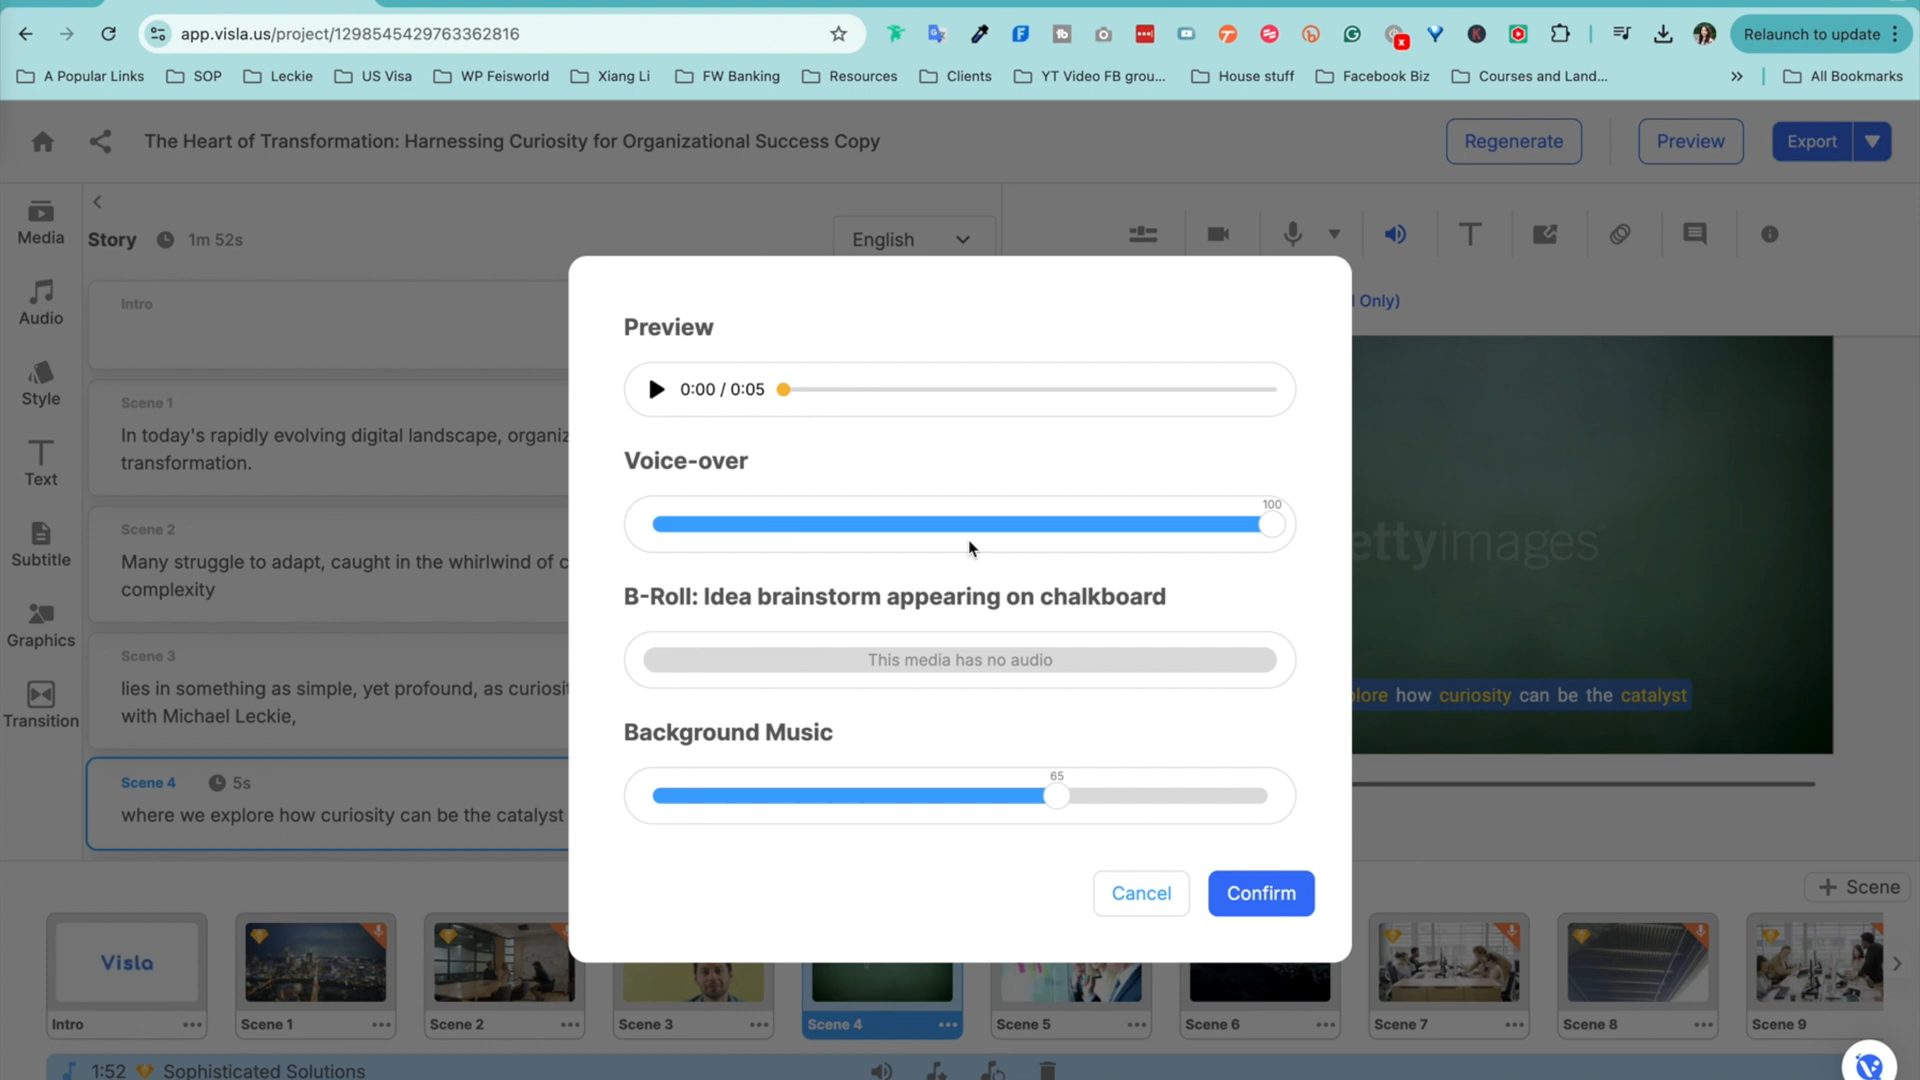 app.visla.us/project/1298545429763362816
Relaunch to update
A Popular Links
SOP
Leckie
US Visa
WP Feisworld
Xiang Li
FW Banking
Resources
Clients
YT Video FB grou...
House stuff
Facebook Biz
Courses and Land...
All Bookmarks
The Heart of Transformation: Harnessing Curiosity for Organizational Success Copy
Regenerate
Preview
Export
Media
Audio
Style
Text
Subtitle
Graphics
Transition
Story
1m 52s
English
Intro
Scene 1
In today's rapidly evolving digital landscape, organiz
transformation.
Scene 2
Many struggle to adapt, caught in the whirlwind of c
complexity
Scene 3
lies in something as simple, yet profound, as curiosit
with Michael Leckie,
Scene 4
5s
where we explore how curiosity can be the catalyst
Preview
0:00 / 0:05
Voice-over
100
B-Roll: Idea brainstorm appearing on chalkboard
This media has no audio
Background Music
65
Cancel
Confirm
Only)
ettyimages
plore how curiosity can be the catalyst
Scene
Visla
Intro
Scene 1
Scene 2
Scene 3
Scene 4
Scene 5
Scene 6
Scene 7
Scene 8
Scene 9
1:52
Sophisticated Solutions